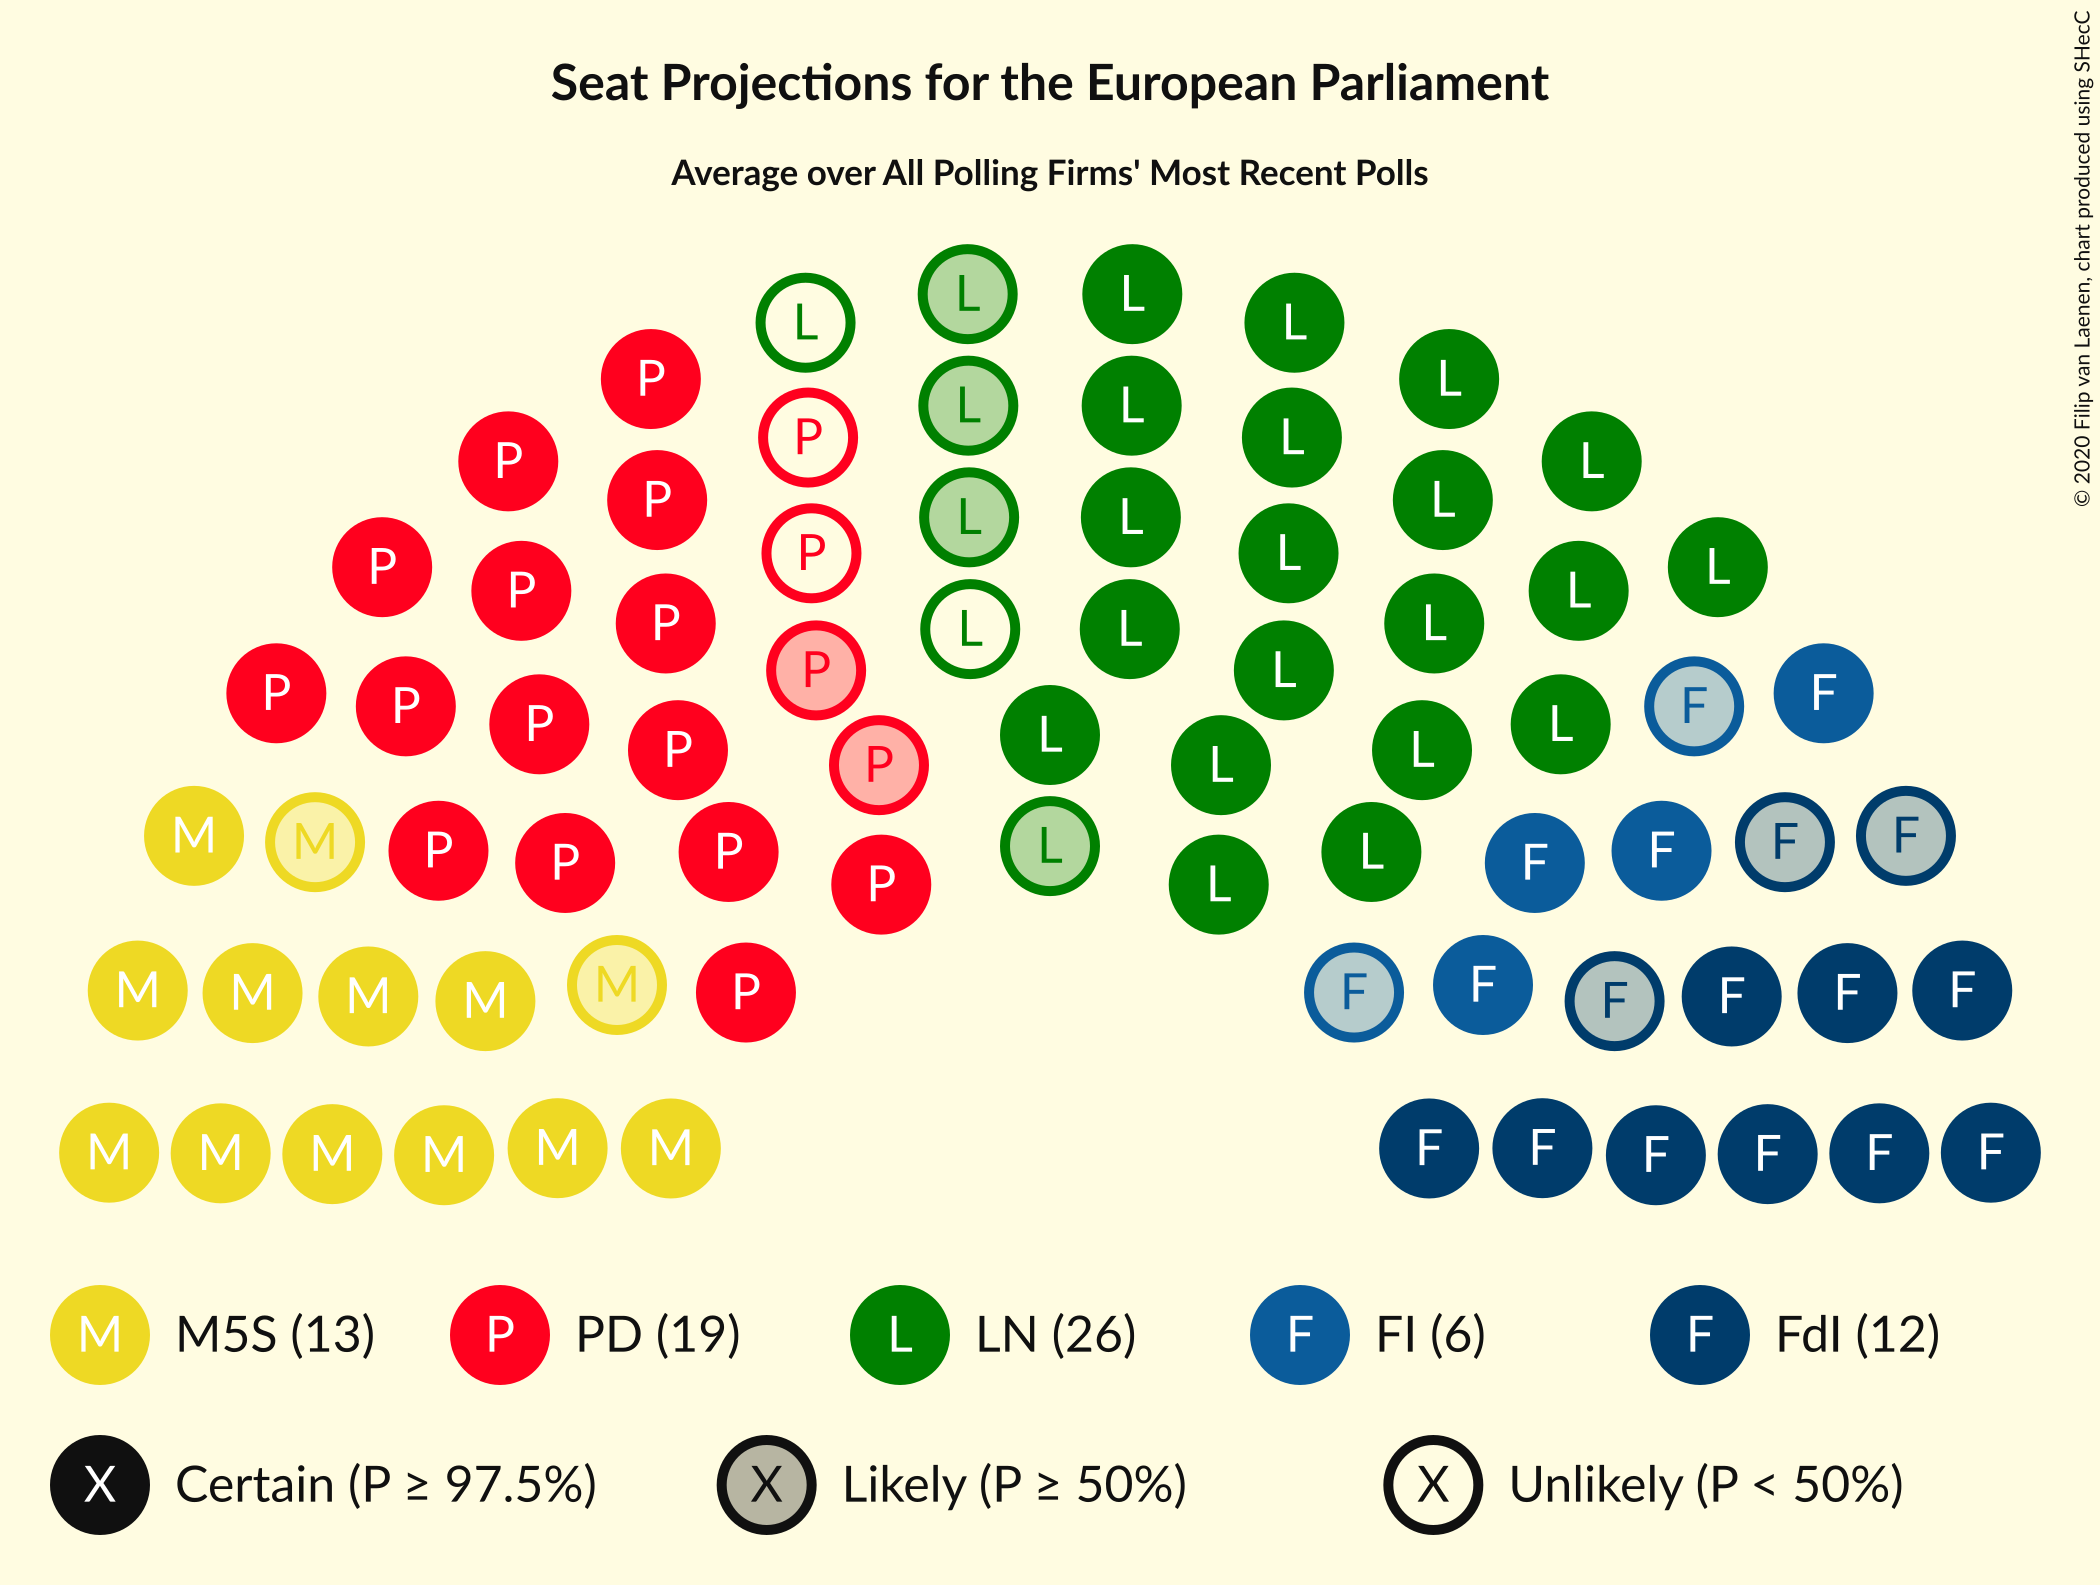 Seat Projections for the European Parliament
Average over All Polling Firms' Most Recent Polls
© 2020 Filip van Laenen, chart produced using SHecC
L L
L L
P L
P P
L L
P L
P L
L L
P P
L L
P L
P L
P L
L P
L P
L F F
P P P
P L L
P L L
M M P P P P L L L F F F F
M M M M M P F F F F F F
M M M M M M F F F F F F
M M5S (13) P PD (19) L LN (26) F FI (6) F FdI (12)
X Certain (P ≥ 97.5%) X Likely (P ≥ 50%) X Unlikely (P < 50%)